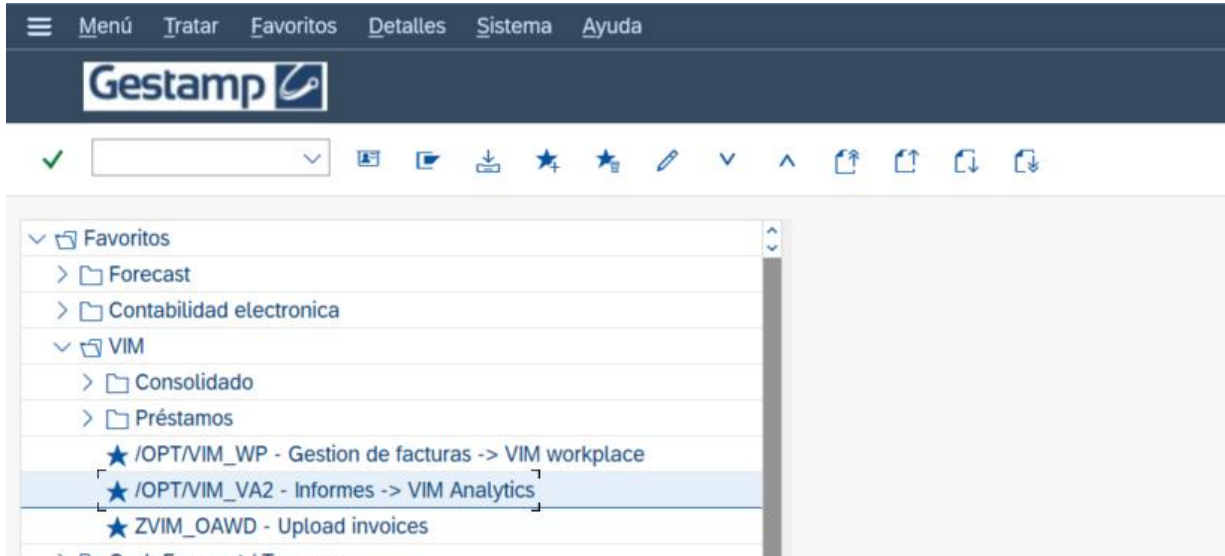 Menú Tratar Favoritos Detalles Sistema Ayuda
Gestamp
Favoritos
Forecast
Contabilidad electronica
VIM
Consolidado
Préstamos
/OPT/VIM_WP - Gestion de facturas -> VIM workplace
/OPT/VIM_VA2 - Informes -> VIM Analytics
ZVIM_OAWD - Upload invoices